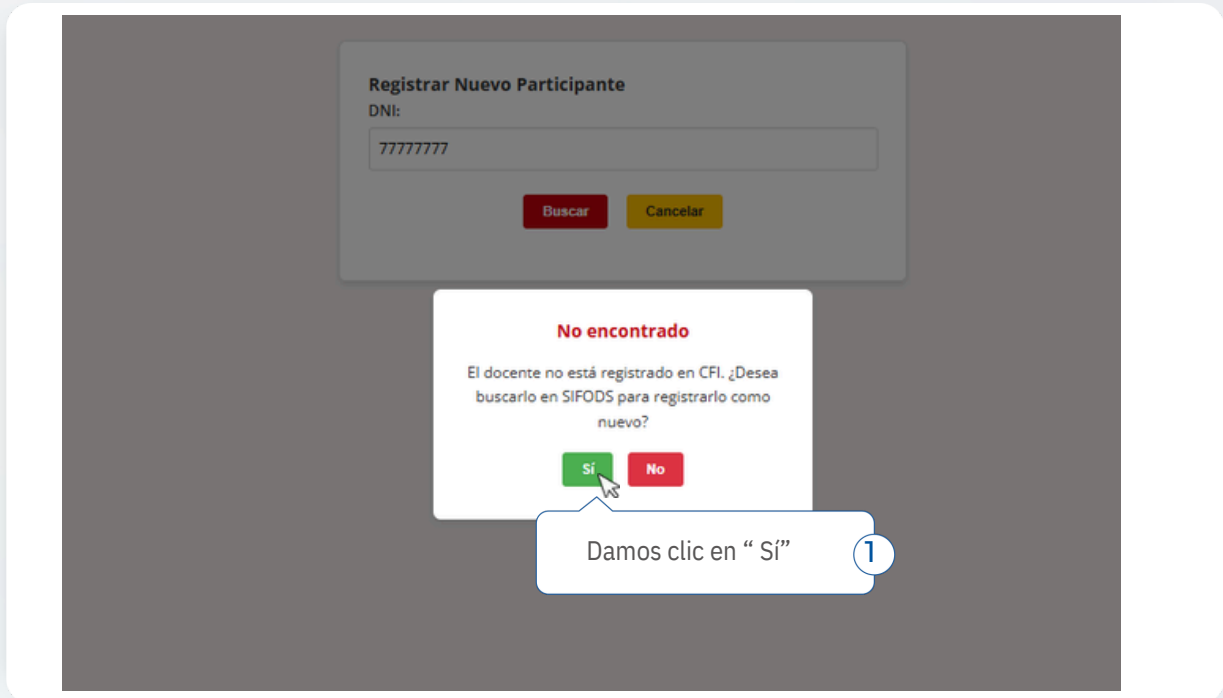 Registrar Nuevo Participante
DNI:
77777777
Buscar Cancelar
No encontrado
El docente no está registrado en CFI. ¿Desea
buscarlo en SIFODS para registrarlo como
nuevo?
Sí No
Damos clic en “ Sí”
1